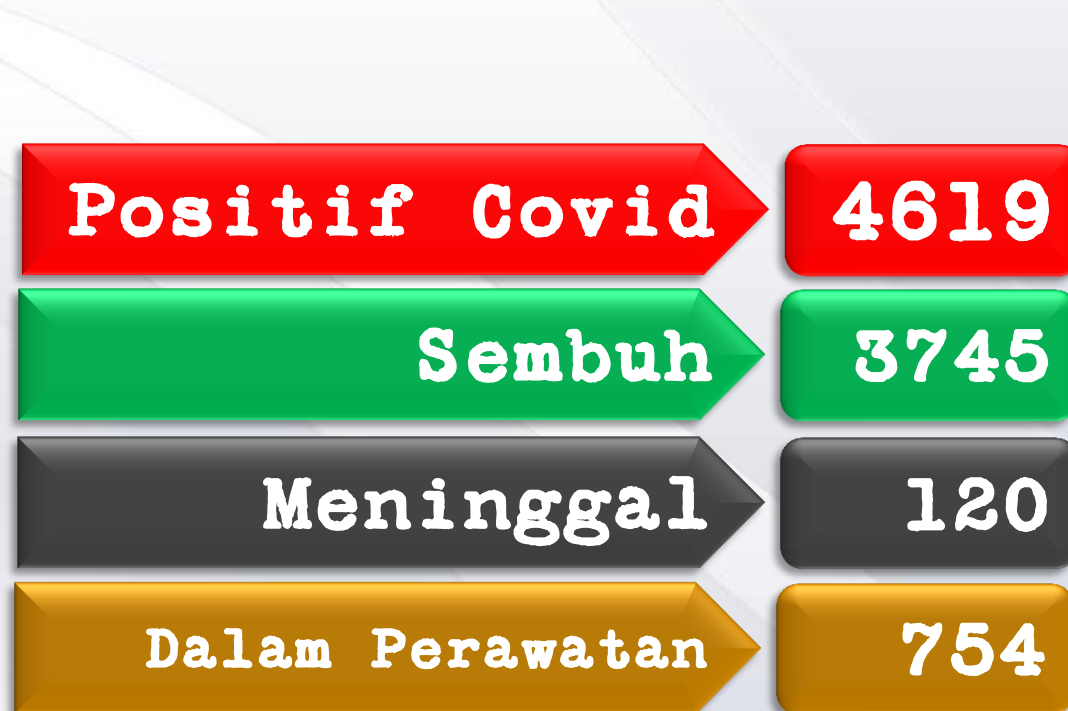 Positif Covid 4619
Sembuh 3745
Meninggal 120
Dalam Perawatan 754